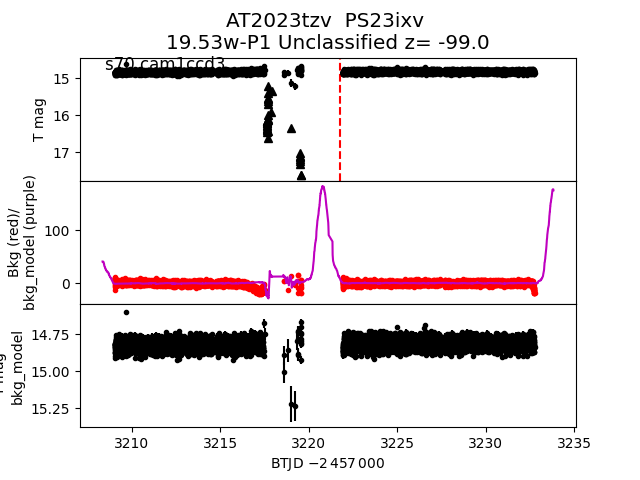 AT2023tzv  PS23ixv
19.53w-P1 Unclassified z= -99.0
s70 cam1ccd3
T mag
15
16
17
Bkg (red)/
bkg_model (purple)
100
0
bkg_model
14.75
15.00
15.25
3210
3215
3220
3225
3230
3235
BTJD −2 457 000